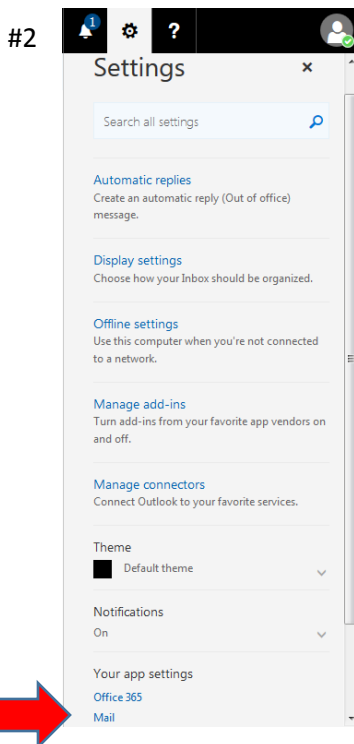 #2
1
?
Settings
×
Search all settings
Automatic replies
Create an automatic reply (Out of office)
message.
Display settings
Choose how your Inbox should be organized.
Offline settings
Use this computer when you're not connected
to a network.
Manage add-ins
Turn add-ins from your favorite app vendors on
and off.
Manage connectors
Connect Outlook to your favorite services.
Theme
Default theme
Notifications
On
Your app settings
Office 365
Mail